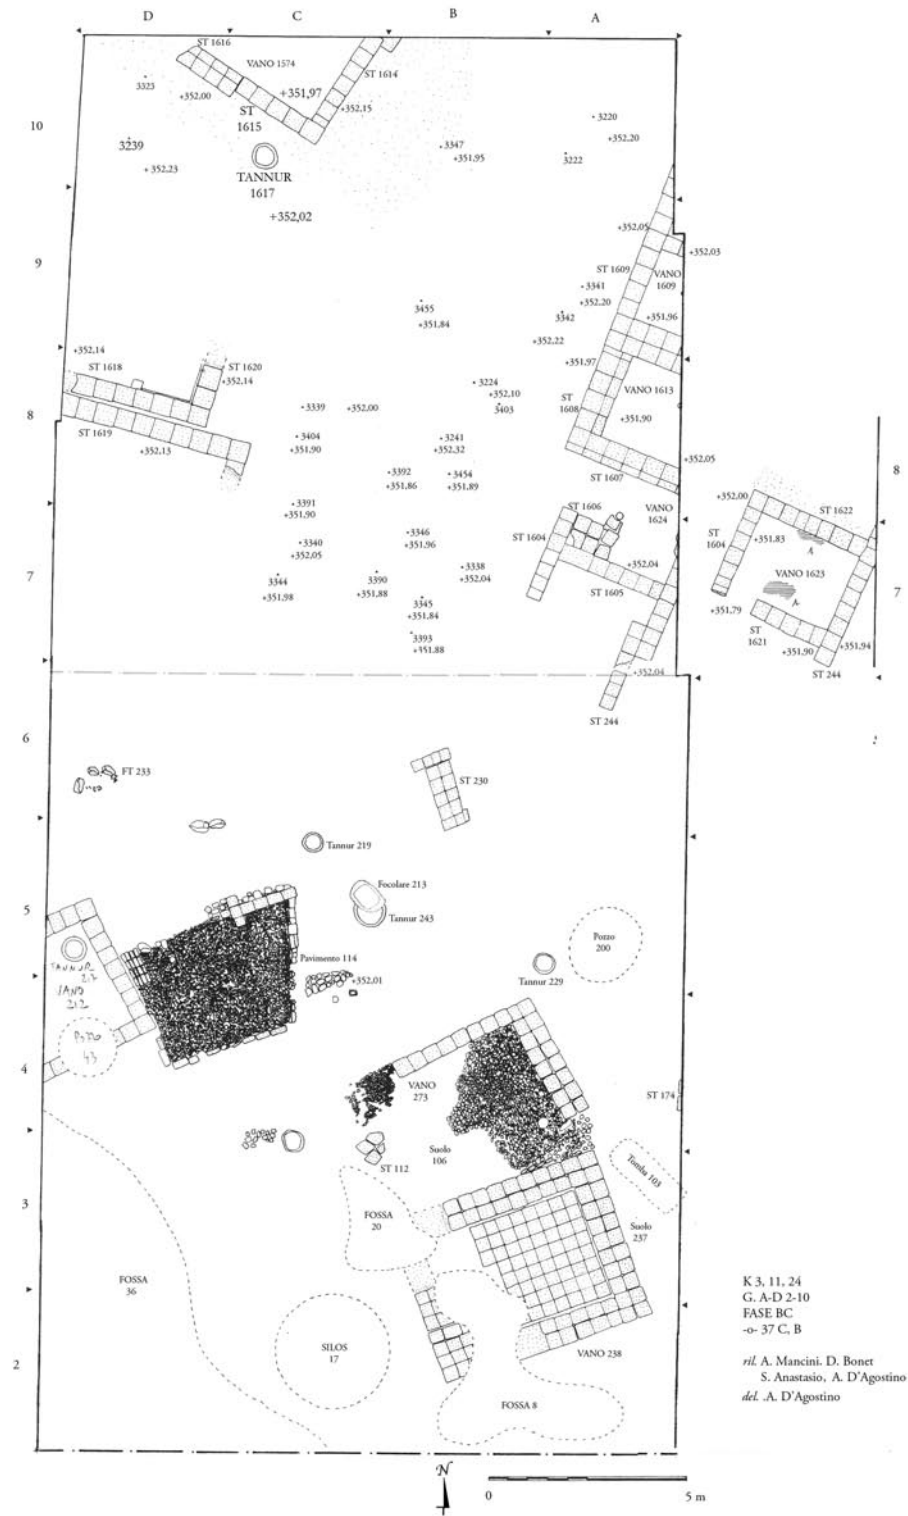 D C B A
ST 1616
VANO 1574
ST 1614
3323
+352,00
+351,97
+352,15
ST
1615
3220
+352,20
10
3239
+352,23
3347
+351,95
3222
TANNUR
1617
+352,02
+352,05
+352,03
9
ST 1609
VANO
1609
3341
+352,20
3455
+351,84
3342
+351,96
+352,22
+352,14
ST 1618
ST 1620
+352,14
+351,97
VANO 1613
3224
+352,10
3403
ST
1608
8
3339
+352,00
+351,90
ST 1619
+352,13
3404
+351,90
3241
+352,32
+352,05
3392
+351,86
3454
+351,89
ST 1607
8
3391
+351,90
ST 1606
VANO
1624
+352,00
ST 1622
3346
+351,96
ST 1604
ST
1604
+351,83
A
3340
+352,05
+352,04
VANO 1623
7
3344
+351,98
3390
+351,88
3338
+352,04
ST 1605
7
A
3345
+351,84
+351,79
3393
+351,88
ST
1621
+351,90
+351,94
+352,04
ST 244
ST 244
6
FT 233
ST 230
Tannur 219
Focolare 213
5
Tannur 243
Pozzo
200
TANNUR
VANO
212
Pavimento 114
+352,01
Tannur 229
43
4
VANO
273
ST 174
Suolo
106
ST 112
Tomba 103
3
FOSSA
20
Suolo
237
FOSSA
36
K 3, 11, 24
G. A-D 2-10
FASE BC
-o- 37 C, B
SILOS
17
2
VANO 238
ril. A. Mancini. D. Bonet
S. Anastasio, A. D'Agostino
del. .A. D'Agostino
FOSSA 8
N
0 5 m